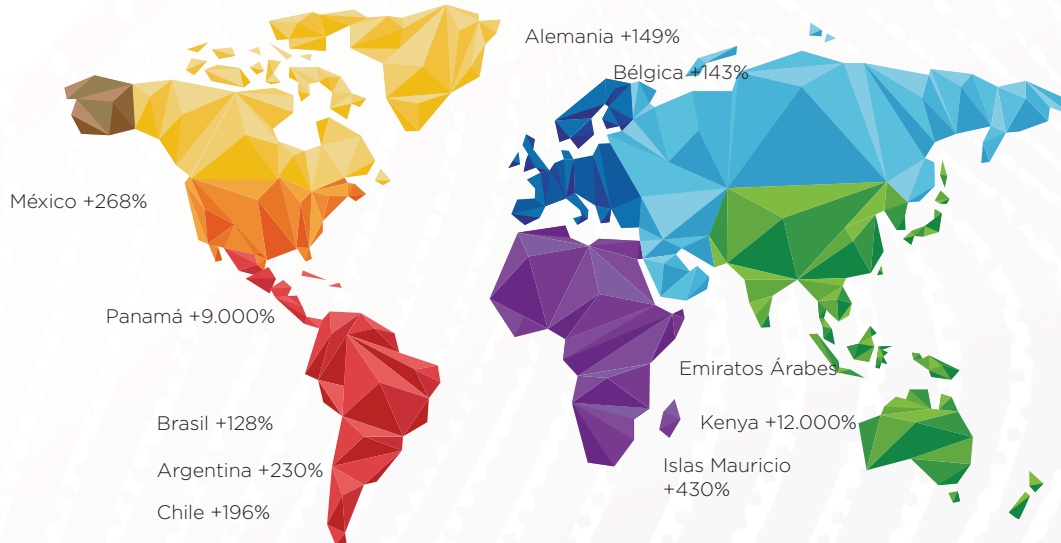 Alemania +149%
Bélgica +143%
México +268%
Panamá +9.000%
Emiratos Árabes
Brasil +128%
Kenya +12.000%
Argentina +230%
Islas Mauricio
+430%
Chile +196%